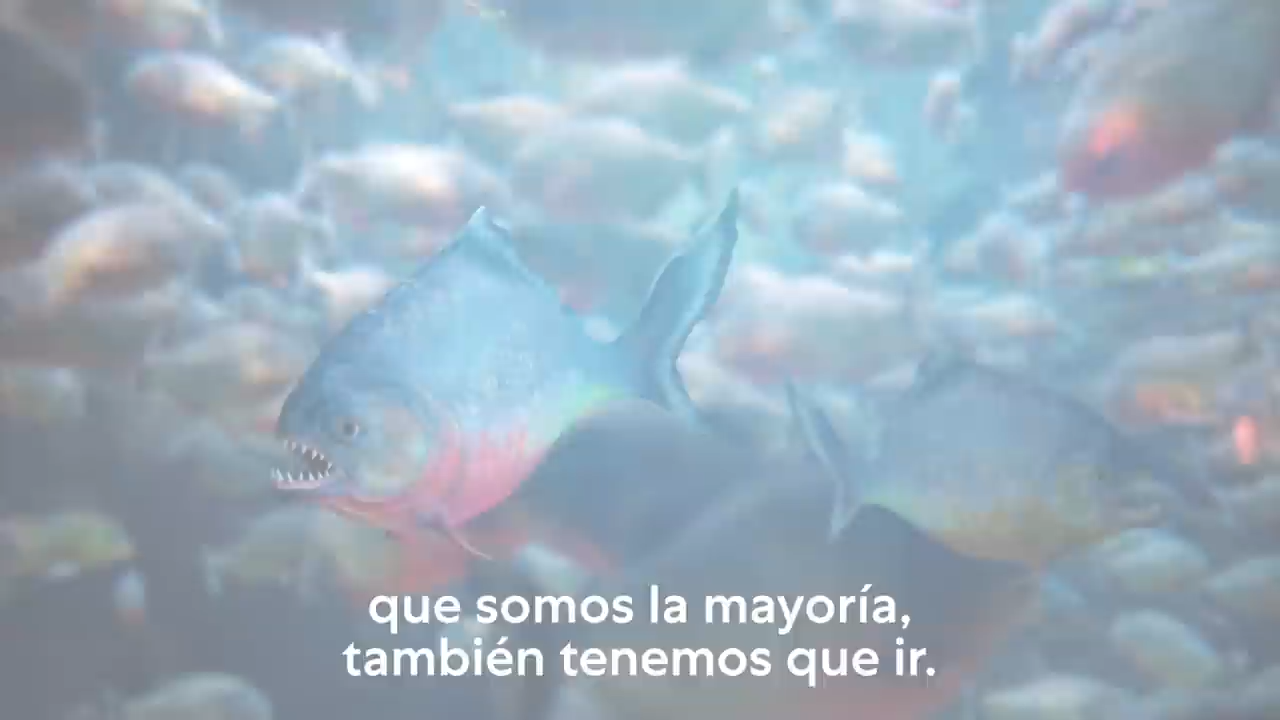 que somos la mayoría,
también tenemos que ir.